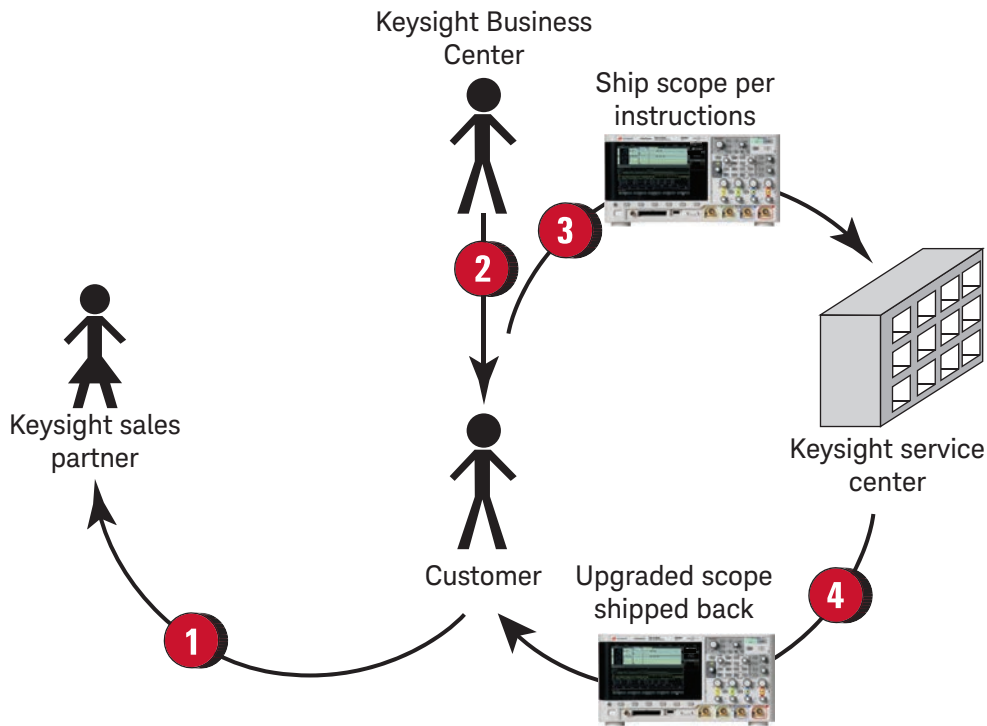 Keysight Business
Center
Ship scope per
instructions
3
2
Keysight sales
partner
Keysight service
center
Customer
Upgraded scope
shipped back
4
1